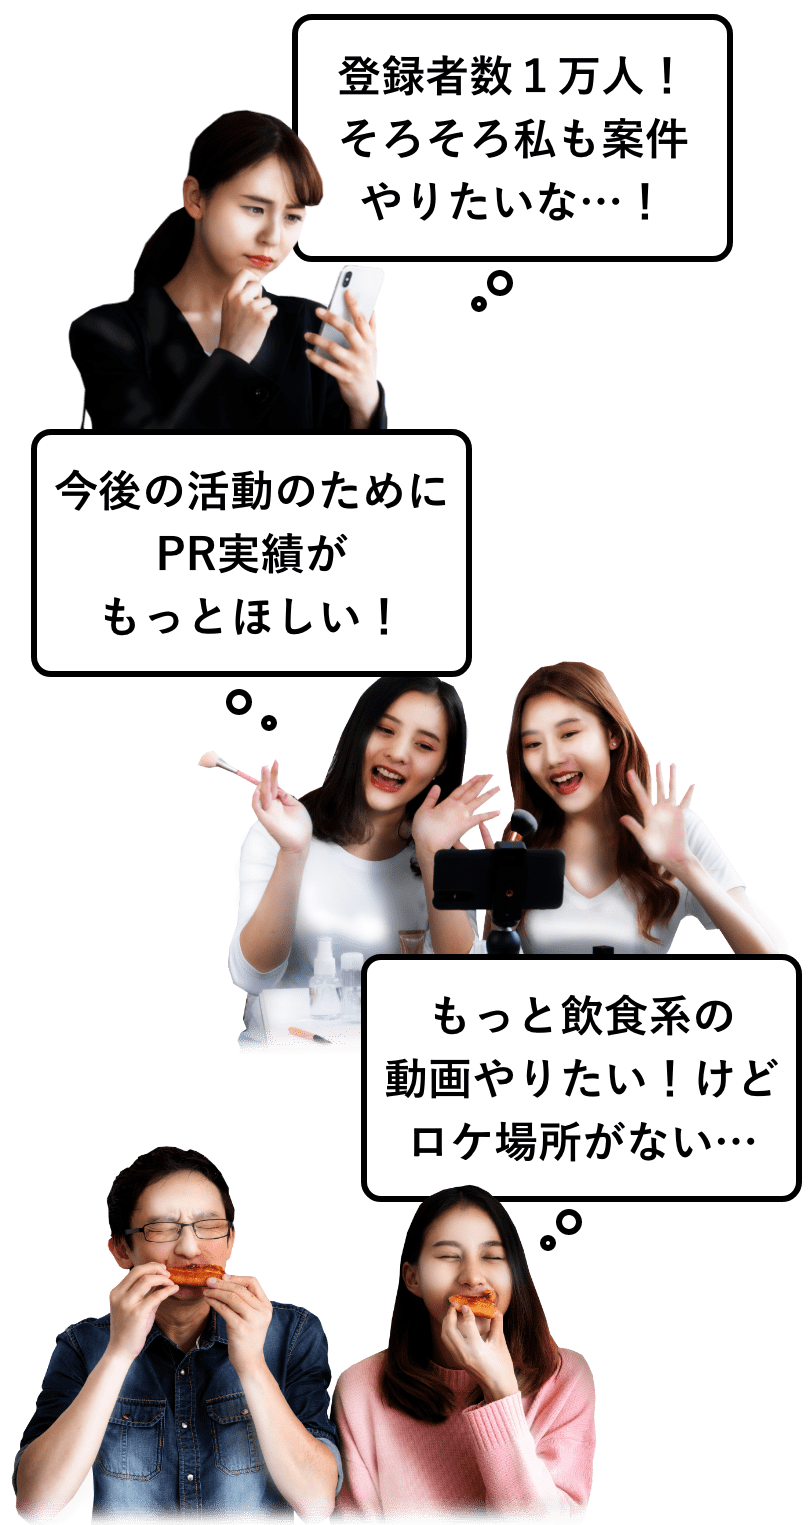 登録者数１万人！
そろそろ私も案件
やりたいな…！
今後の活動のために
PR実績が
もっとほしい！
もっと飲食系の
動画やりたい！けど
ロケ場所がない…